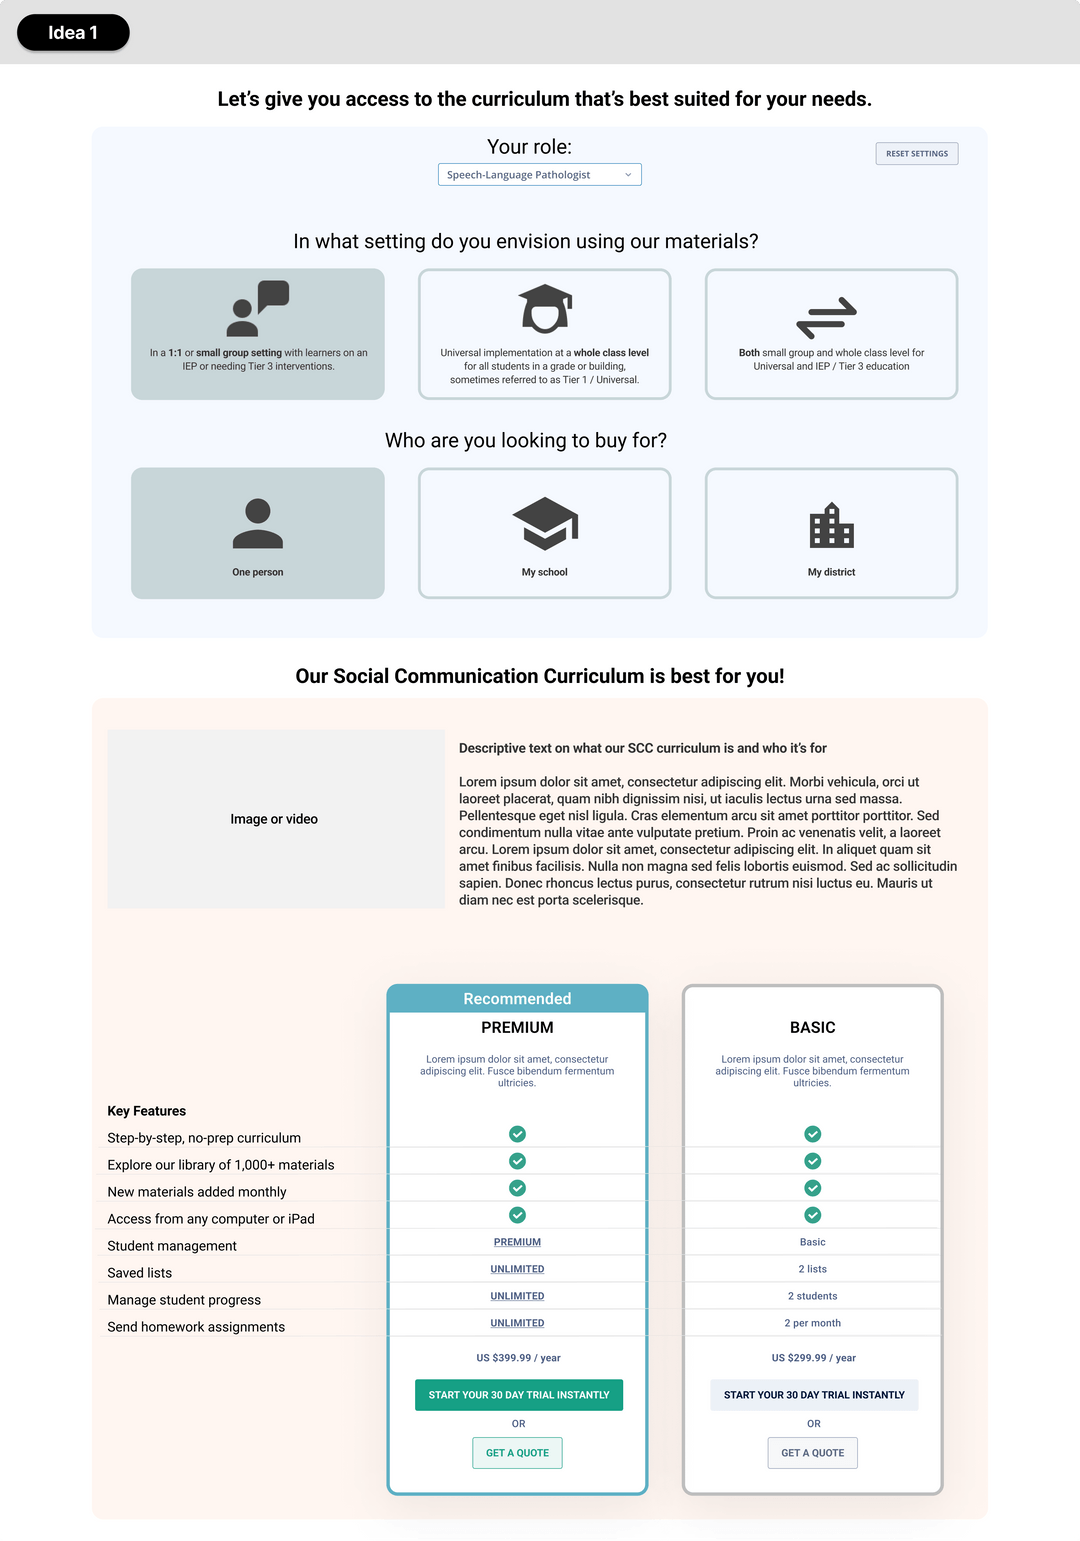 Idea 1
Let’s give you access to the curriculum that’s best suited for your needs.
Your role:
RESET SETTINGS
Speech-Language Pathologist
In what setting do you envision using our materials?
In a 1:1 or small group setting with learners on an
IEP or needing Tier 3 interventions.
Universal implementation at a whole class level
for all students in a grade or building,
sometimes referred to as Tier 1 / Universal.
Both small group and whole class level for
Universal and IEP / Tier 3 education
Who are you looking to buy for?
One person
My school
My district
Our Social Communication Curriculum is best for you!
Image or video
Descriptive text on what our SCC curriculum is and who it’s for
Lorem ipsum dolor sit amet, consectetur adipiscing elit. Morbi vehicula, orci ut
laoreet placerat, quam nibh dignissim nisi, ut iaculis lectus urna sed massa.
Pellentesque eget nisl ligula. Cras elementum arcu sit amet porttitor porttitor. Sed
condimentum nulla vitae ante vulputate pretium. Proin ac venenatis velit, a laoreet
arcu. Lorem ipsum dolor sit amet, consectetur adipiscing elit. In aliquet quam sit
amet finibus facilisis. Nulla non magna sed felis lobortis euismod. Sed ac sollicitudin
sapien. Donec rhoncus lectus purus, consectetur rutrum nisi luctus eu. Mauris ut
diam nec est porta scelerisque.
Recommended
PREMIUM
BASIC
Lorem ipsum dolor sit amet, consectetur
adipiscing elit. Fusce bibendum fermentum
ultricies.
Lorem ipsum dolor sit amet, consectetur
adipiscing elit. Fusce bibendum fermentum
ultricies.
Key Features
Step-by-step, no-prep curriculum
Explore our library of 1,000+ materials
New materials added monthly
Access from any computer or iPad
Student management PREMIUM Basic
Saved lists UNLIMITED 2 lists
Manage student progress UNLIMITED 2 students
Send homework assignments UNLIMITED 2 per month
US $399.99 / year US $299.99 / year
START YOUR 30 DAY TRIAL INSTANTLY START YOUR 30 DAY TRIAL INSTANTLY
OR OR
GET A QUOTE GET A QUOTE